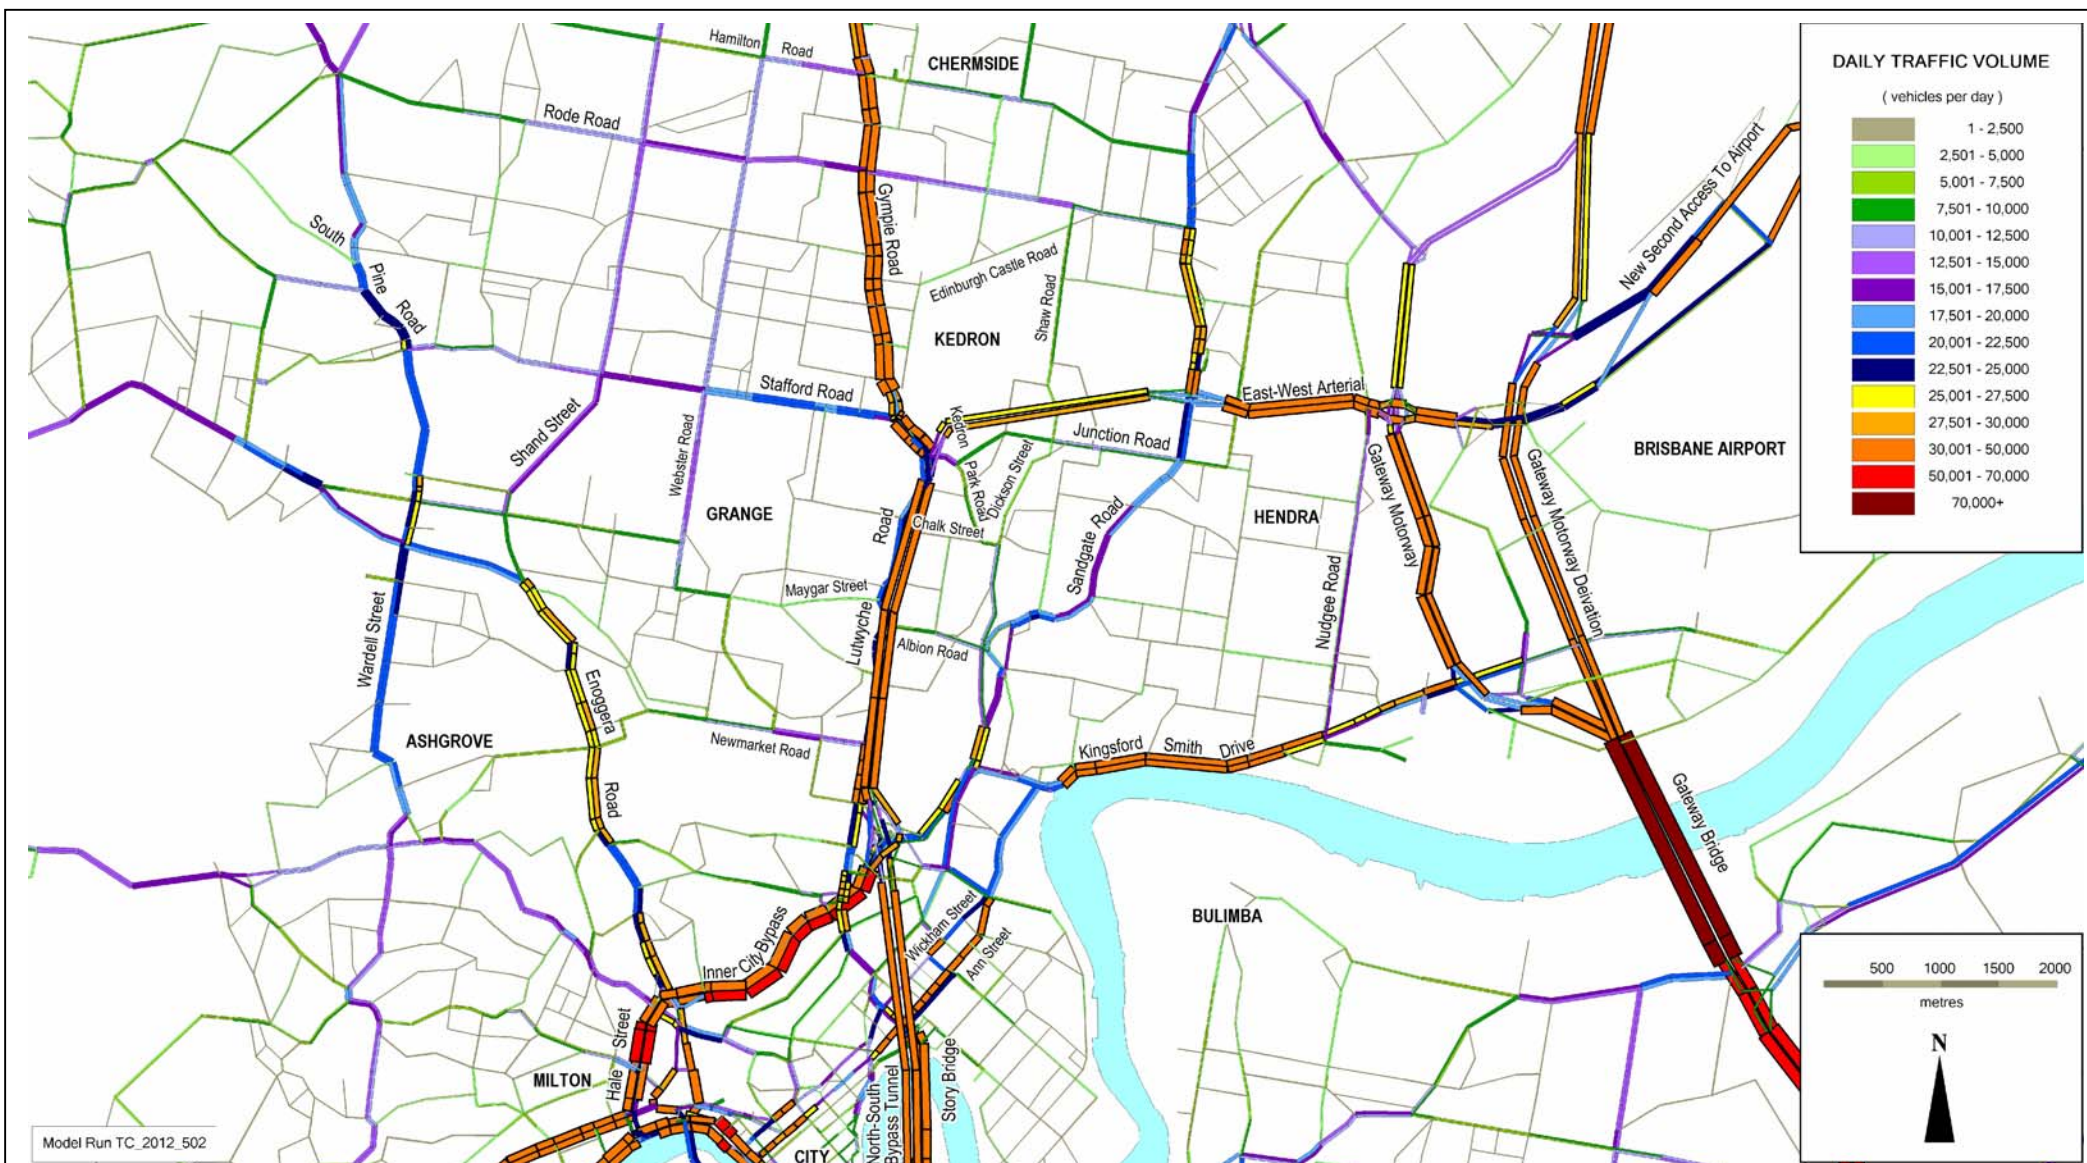 DAILY TRAFFIC VOLUME
( vehicles per day )
1 - 2,500
2,501 - 5,000
5,001 - 7,500
7,501 - 10,000
10,001 - 12,500
12,501 - 15,000
15,001 - 17,500
17,501 - 20,000
20,001 - 22,500
22,501 - 25,000
25,001 - 27,500
27,501 - 30,000
30,001 - 50,000
50,001 - 70,000
70,000+
Hamilton Road
CHERMSIDE
Rode Road
New Second Access To Airport
South Pine Road
Gympie Road
Edinburgh Castle Road
Shaw Road
KEDRON
Stafford Road
East-West Arterial
Shand Street
Webster Road
Kedron Park Road
Junction Road
Dickson Street
BRISBANE AIRPORT
GRANGE
Chalk Street
Sandgate Road
HENDRA
Gateway Motorway
Gateway Motorway Deivation
Maygar Street
Nudgee Road
Wardell Street
Lutwyche Road
Albion Road
Enoggera Road
ASHGROVE
Newmarket Road
Kingsford Smith Drive
Gateway Bridge
BULIMBA
Wickham Street
Ann Street
Inner City Bypass
Hale Street
MILTON
North-South Bypass Tunnel
Story Bridge
CITY
500 1000 1500 2000
metres
N
Model Run TC_2012_502